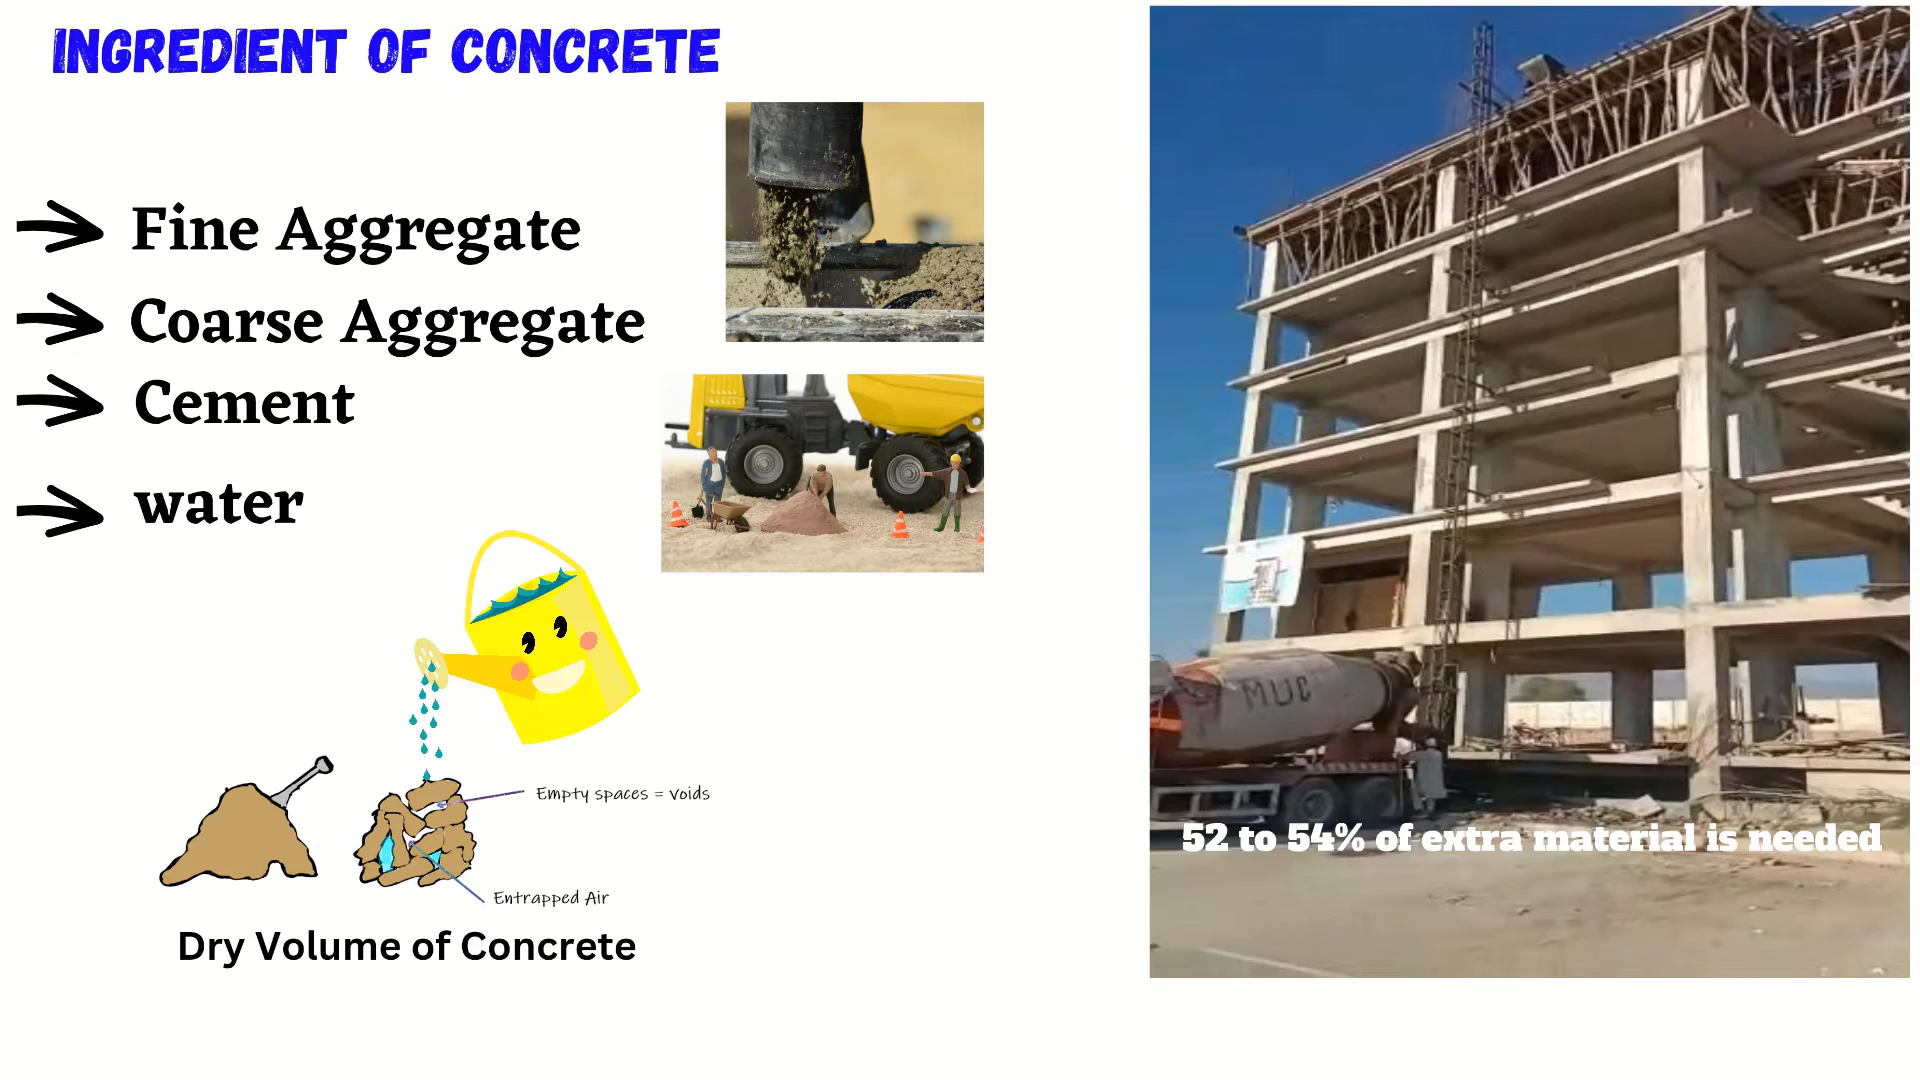 INGREDIENT OF CONCRETE
Fine Aggregate
Coarse Aggregate
Cement
water
Empty spaces = voids
Entrapped Air
Dry Volume of Concrete
MUC
52 to 54% of extra material is needed